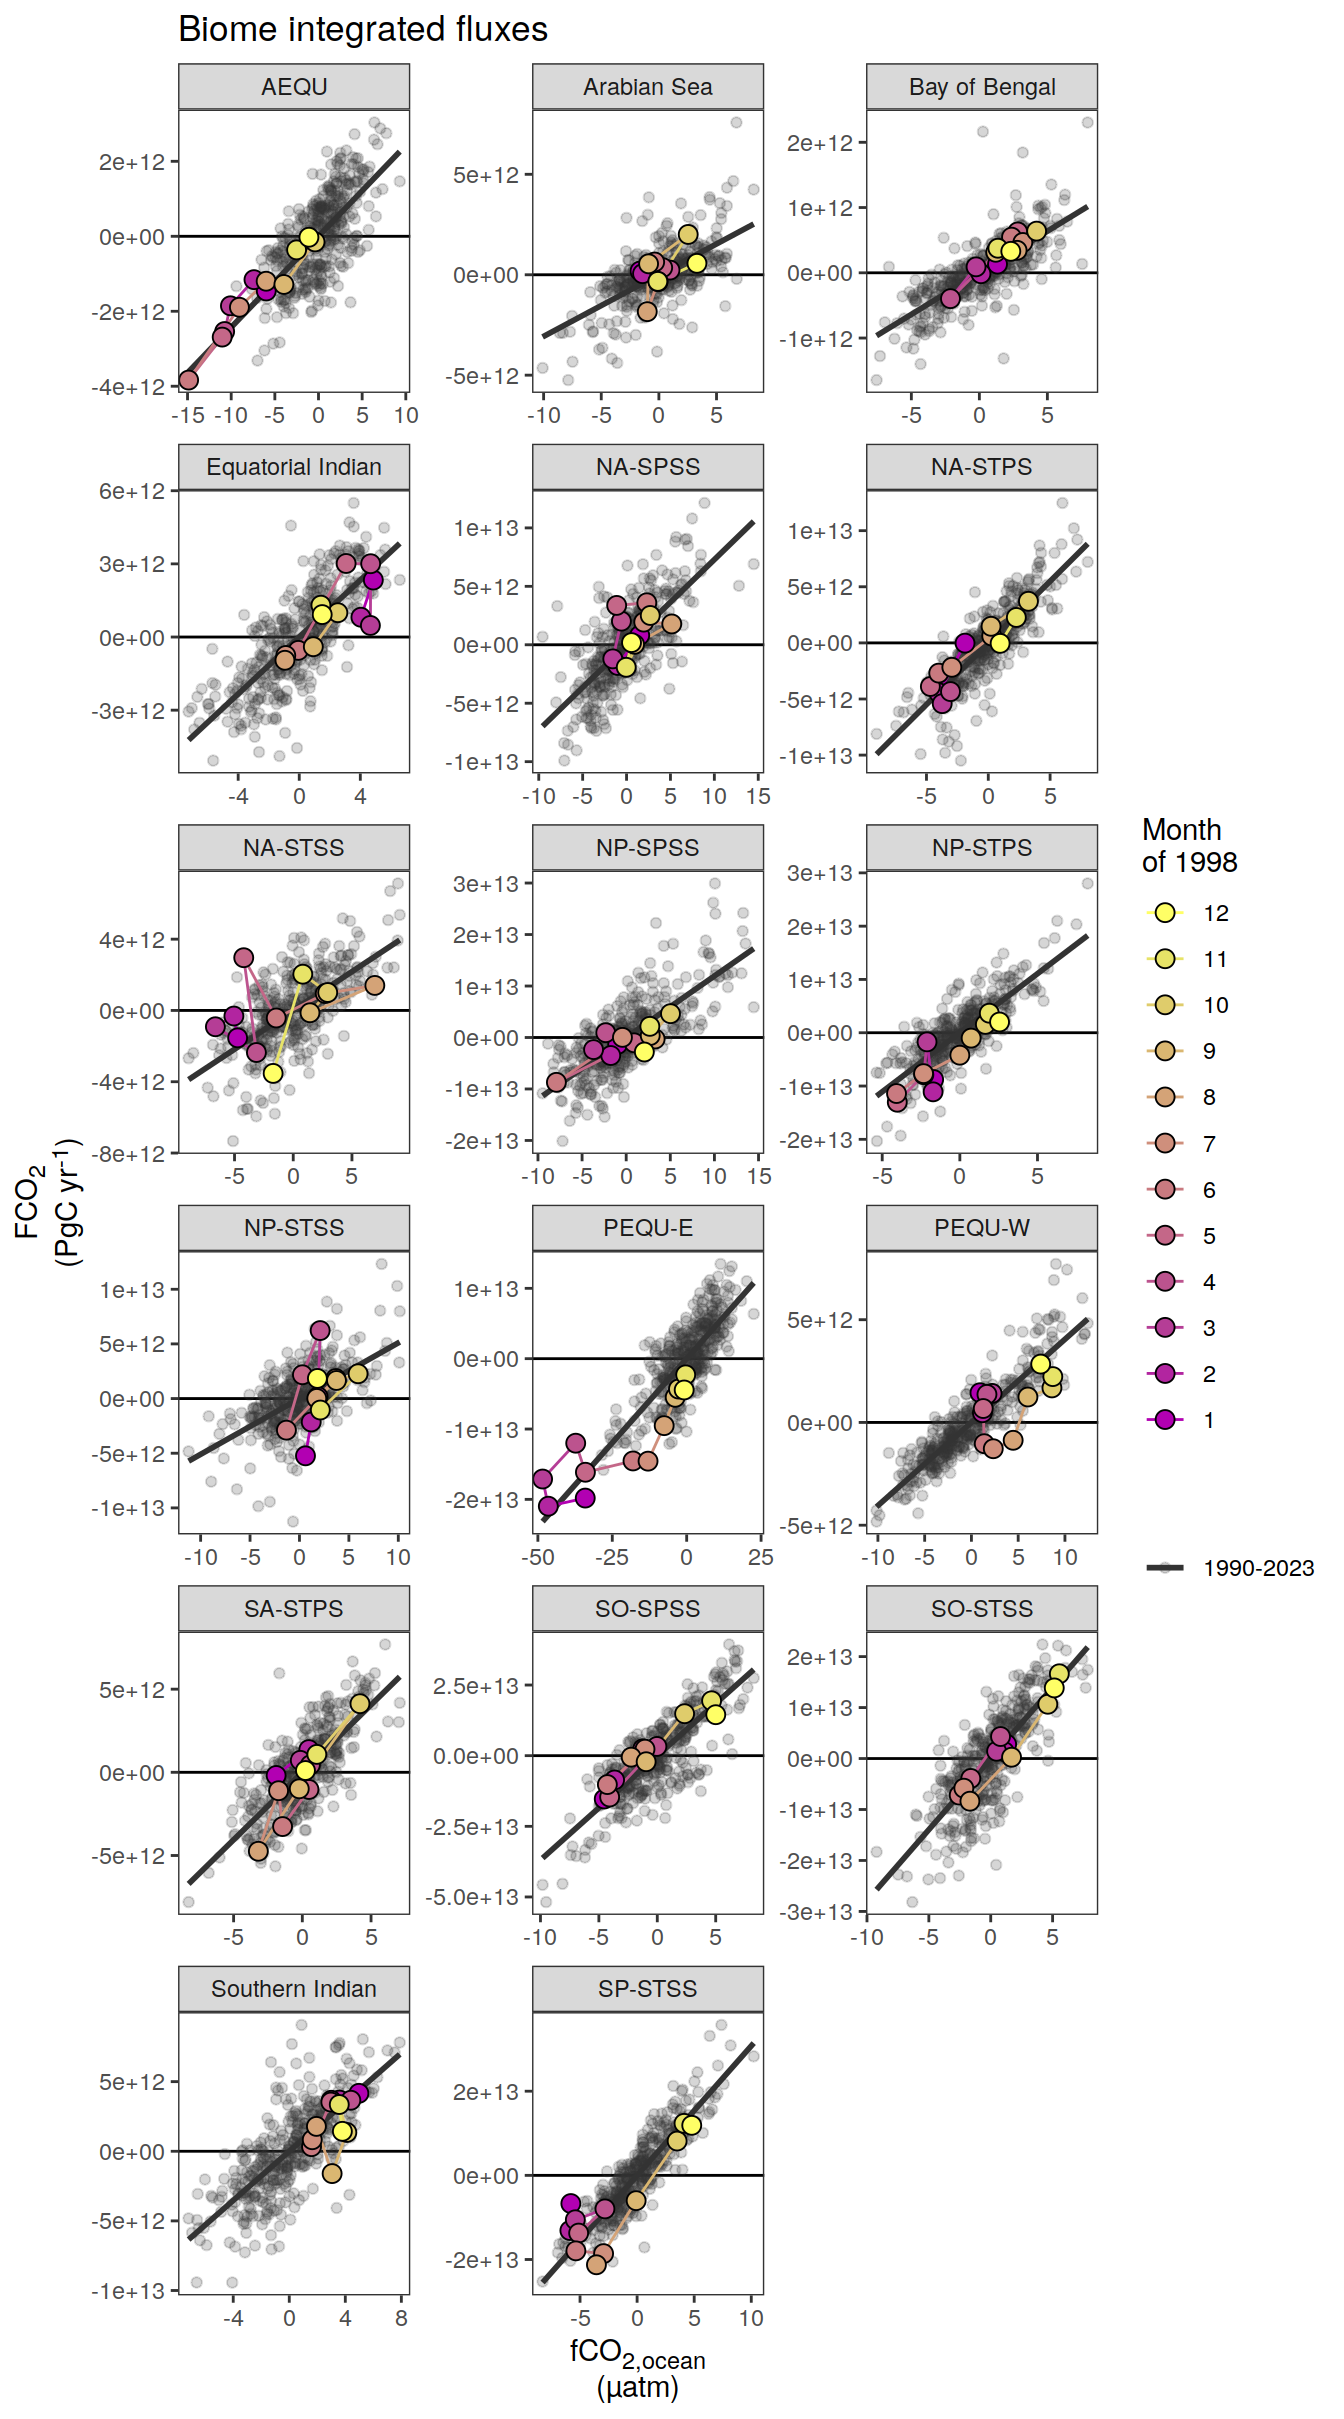 Biome integrated fluxes
AEQU
Arabian Sea
Bay of Bengal
2e+12
0e+00
-2e+12
-4e+12
-15 -10 -5 0 5 10
5e+12
0e+00
-5e+12
-10 -5 0 5
2e+12
1e+12
0e+00
-1e+12
-5 0 5
Equatorial Indian
NA-SPSS
NA-STPS
6e+12
3e+12
0e+00
-3e+12
-4 0 4
1e+13
5e+12
0e+00
-5e+12
-1e+13
-10 -5 0 5 10 15
1e+13
5e+12
0e+00
-5e+12
-1e+13
-5 0 5
NA-STSS
NP-SPSS
NP-STPS
4e+12
0e+00
-4e+12
-8e+12
-5 0 5
3e+13
2e+13
1e+13
0e+00
-1e+13
-2e+13
-10 -5 0 5 10 15
3e+13
2e+13
1e+13
0e+00
-1e+13
-2e+13
-5 0 5
NP-STSS
PEQU-E
PEQU-W
1e+13
5e+12
0e+00
-5e+12
-1e+13
-10 -5 0 5 10
1e+13
0e+00
-1e+13
-2e+13
-50 -25 0 25
5e+12
0e+00
-5e+12
-10 -5 0 5 10
SA-STPS
SO-SPSS
SO-STSS
5e+12
0e+00
-5e+12
-5 0 5
2.5e+13
0.0e+00
-2.5e+13
-5.0e+13
-10 -5 0 5
2e+13
1e+13
0e+00
-1e+13
-2e+13
-3e+13
-10 -5 0 5
Southern Indian
SP-STSS
5e+12
0e+00
-5e+12
-1e+13
-4 0 4 8
2e+13
0e+00
-2e+13
-5 0 5 10
FCO₂
(PgC yr⁻¹)
fCO₂,ocean
(µatm)
Month
of 1998
12
11
10
9
8
7
6
5
4
3
2
1
1990-2023